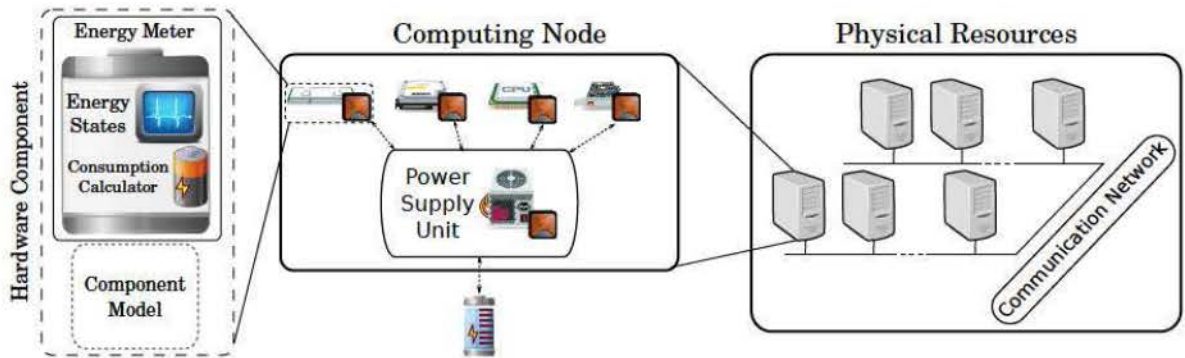 Hardware Component
Energy Meter
Energy
States
Consumption
Calculator
Component
Model
Computing Node
CPU
Power
Supply
Unit
Physical Resources
Communication Network